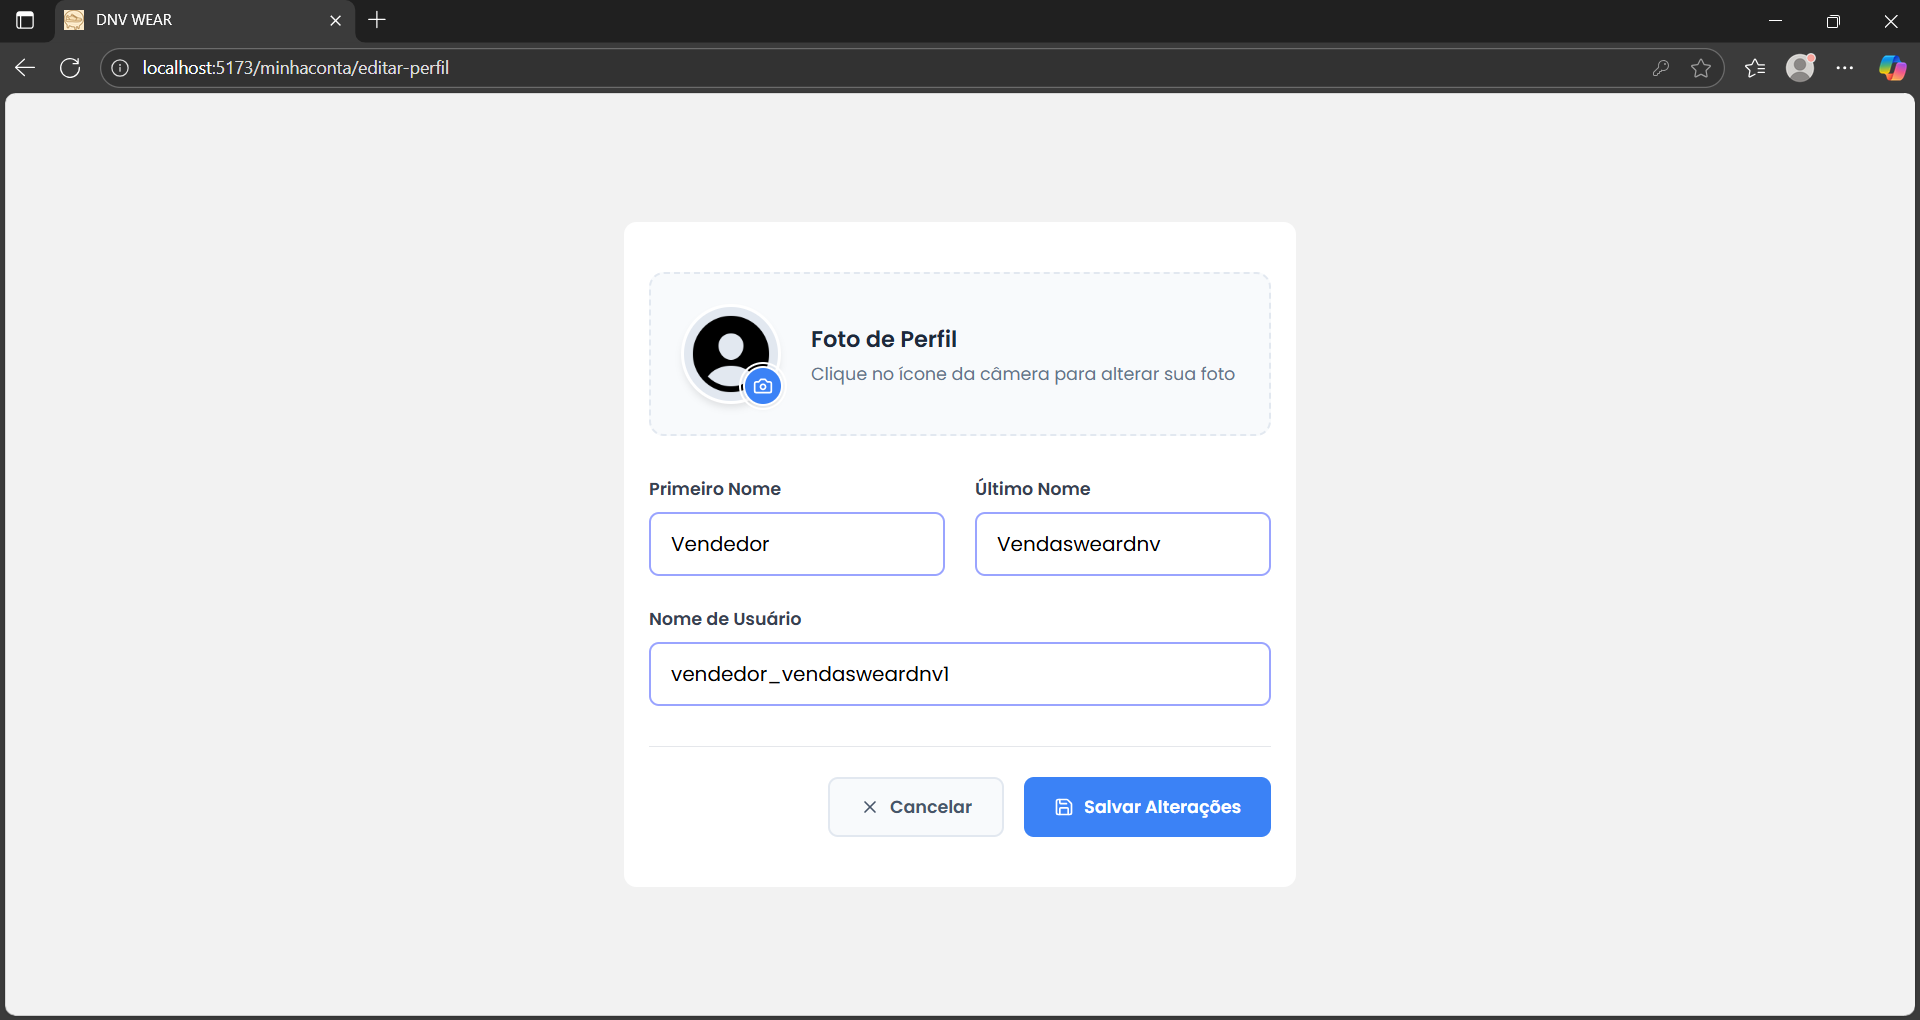 DNV WEAR
localhost:5173/minhaconta/editar-perfil
Foto de Perfil
Clique no ícone da câmera para alterar sua foto
Primeiro Nome
Último Nome
Vendedor
Vendasweardnv
Nome de Usuário
vendedor_vendasweardnv1
Cancelar
Salvar Alterações